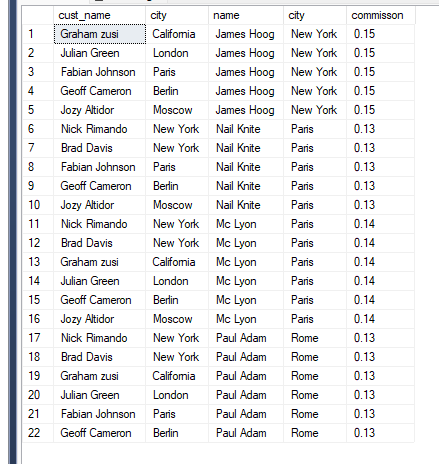 cust_name city name city commisson
1 Graham zusi California James Hoog New York 0.15
2 Julian Green London James Hoog New York 0.15
3 Fabian Johnson Paris James Hoog New York 0.15
4 Geoff Cameron Berlin James Hoog New York 0.15
5 Jozy Altidor Moscow James Hoog New York 0.15
6 Nick Rimando New York Nail Knite Paris 0.13
7 Brad Davis New York Nail Knite Paris 0.13
8 Fabian Johnson Paris Nail Knite Paris 0.13
9 Geoff Cameron Berlin Nail Knite Paris 0.13
10 Jozy Altidor Moscow Nail Knite Paris 0.13
11 Nick Rimando New York Mc Lyon Paris 0.14
12 Brad Davis New York Mc Lyon Paris 0.14
13 Graham zusi California Mc Lyon Paris 0.14
14 Julian Green London Mc Lyon Paris 0.14
15 Geoff Cameron Berlin Mc Lyon Paris 0.14
16 Jozy Altidor Moscow Mc Lyon Paris 0.14
17 Nick Rimando New York Paul Adam Rome 0.13
18 Brad Davis New York Paul Adam Rome 0.13
19 Graham zusi California Paul Adam Rome 0.13
20 Julian Green London Paul Adam Rome 0.13
21 Fabian Johnson Paris Paul Adam Rome 0.13
22 Geoff Cameron Berlin Paul Adam Rome 0.13